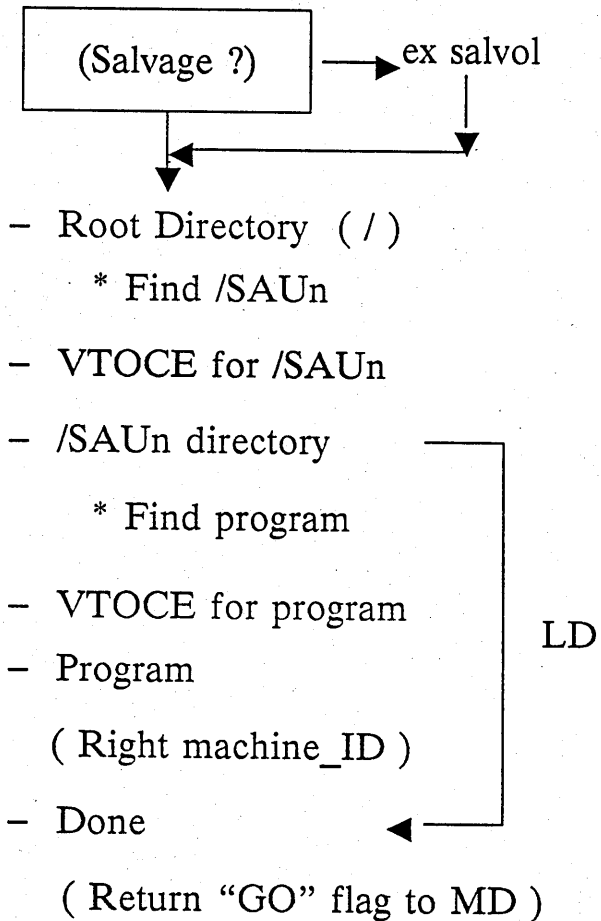 (Salvage ?) ex salvol
– Root Directory ( / )
* Find /SAUn
– VTOCE for /SAUn
– /SAUn directory
* Find program
– VTOCE for program
LD
– Program
( Right machine_ID )
– Done
( Return “GO” flag to MD )